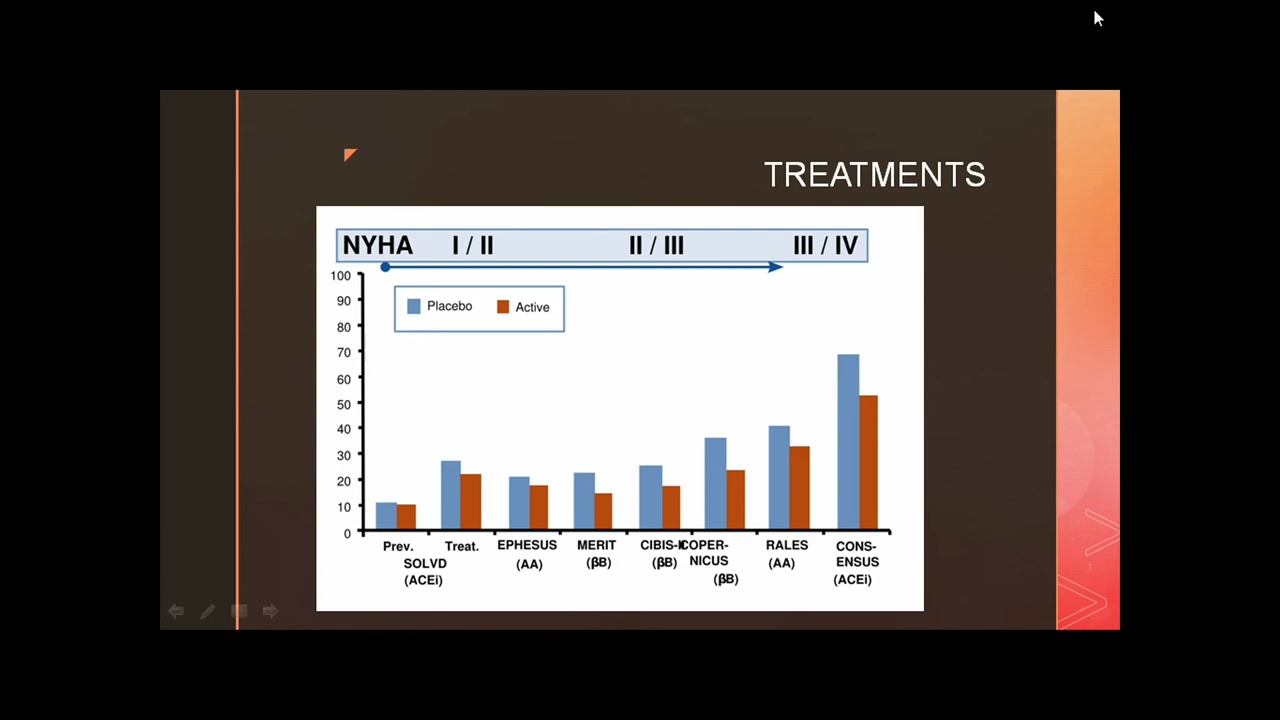 TREATMENTS
NYHA I / II II / III III / IV
100
90
80
70
60
50
40
30
20
10
0
Placebo Active
Prev. Treat. EPHESUS MERIT CIBIS-II COPER- RALES CONS-
SOLVD (AA) (βB) (βB) NICUS (AA) ENSUS
(ACEi) (βB) (ACEi)